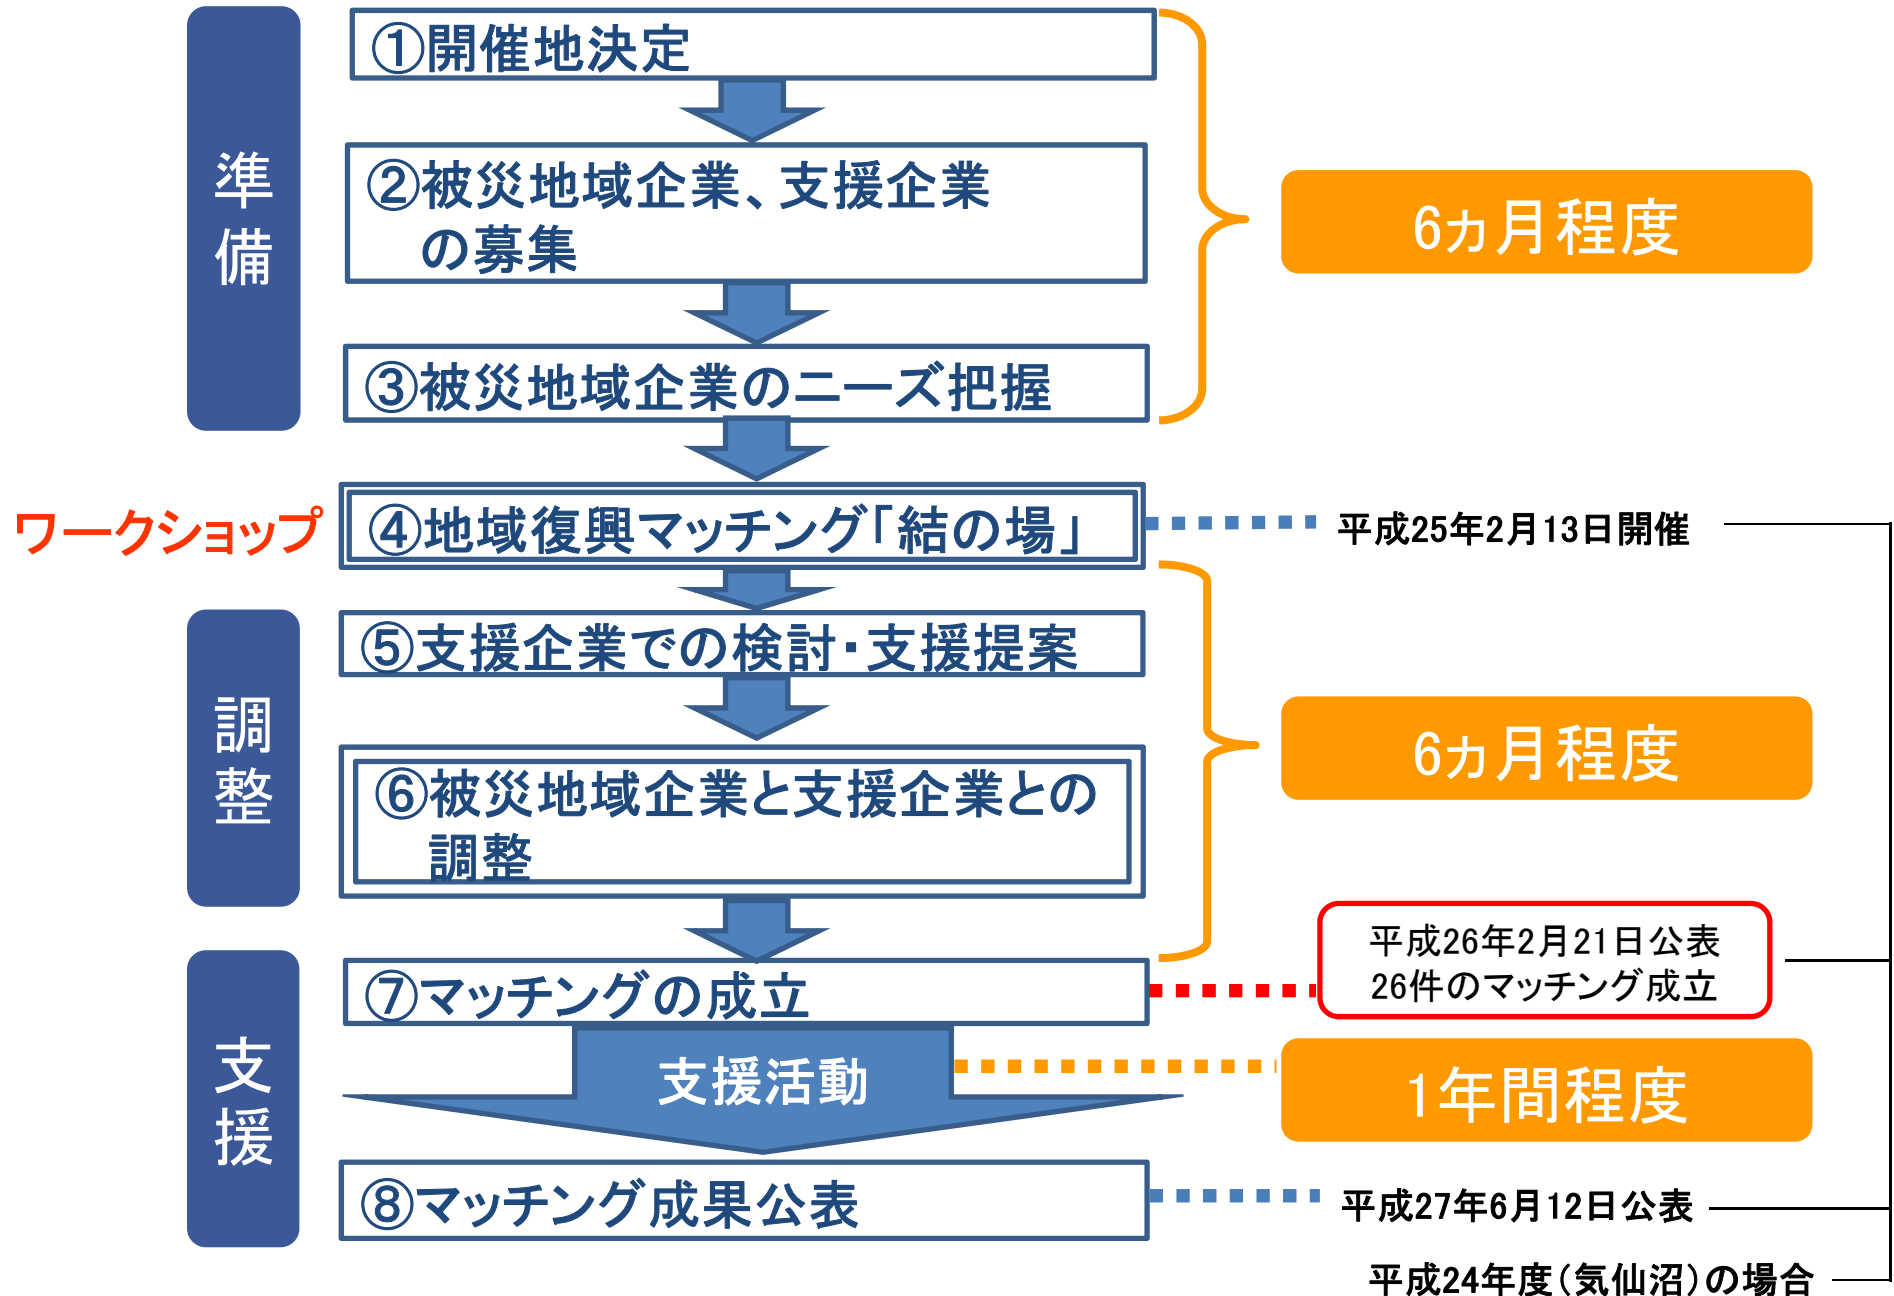 準備
①開催地決定
②被災地域企業、支援企業
の募集
③被災地域企業のニーズ把握
6ヵ月程度
ワークショップ
④地域復興マッチング「結の場」
平成25年2月13日開催
調整
⑤支援企業での検討・支援提案
⑥被災地域企業と支援企業との
調整
6ヵ月程度
支援
⑦マッチングの成立
平成26年2月21日公表
26件のマッチング成立
支援活動
1年間程度
⑧マッチング成果公表
平成27年6月12日公表
平成24年度(気仙沼)の場合